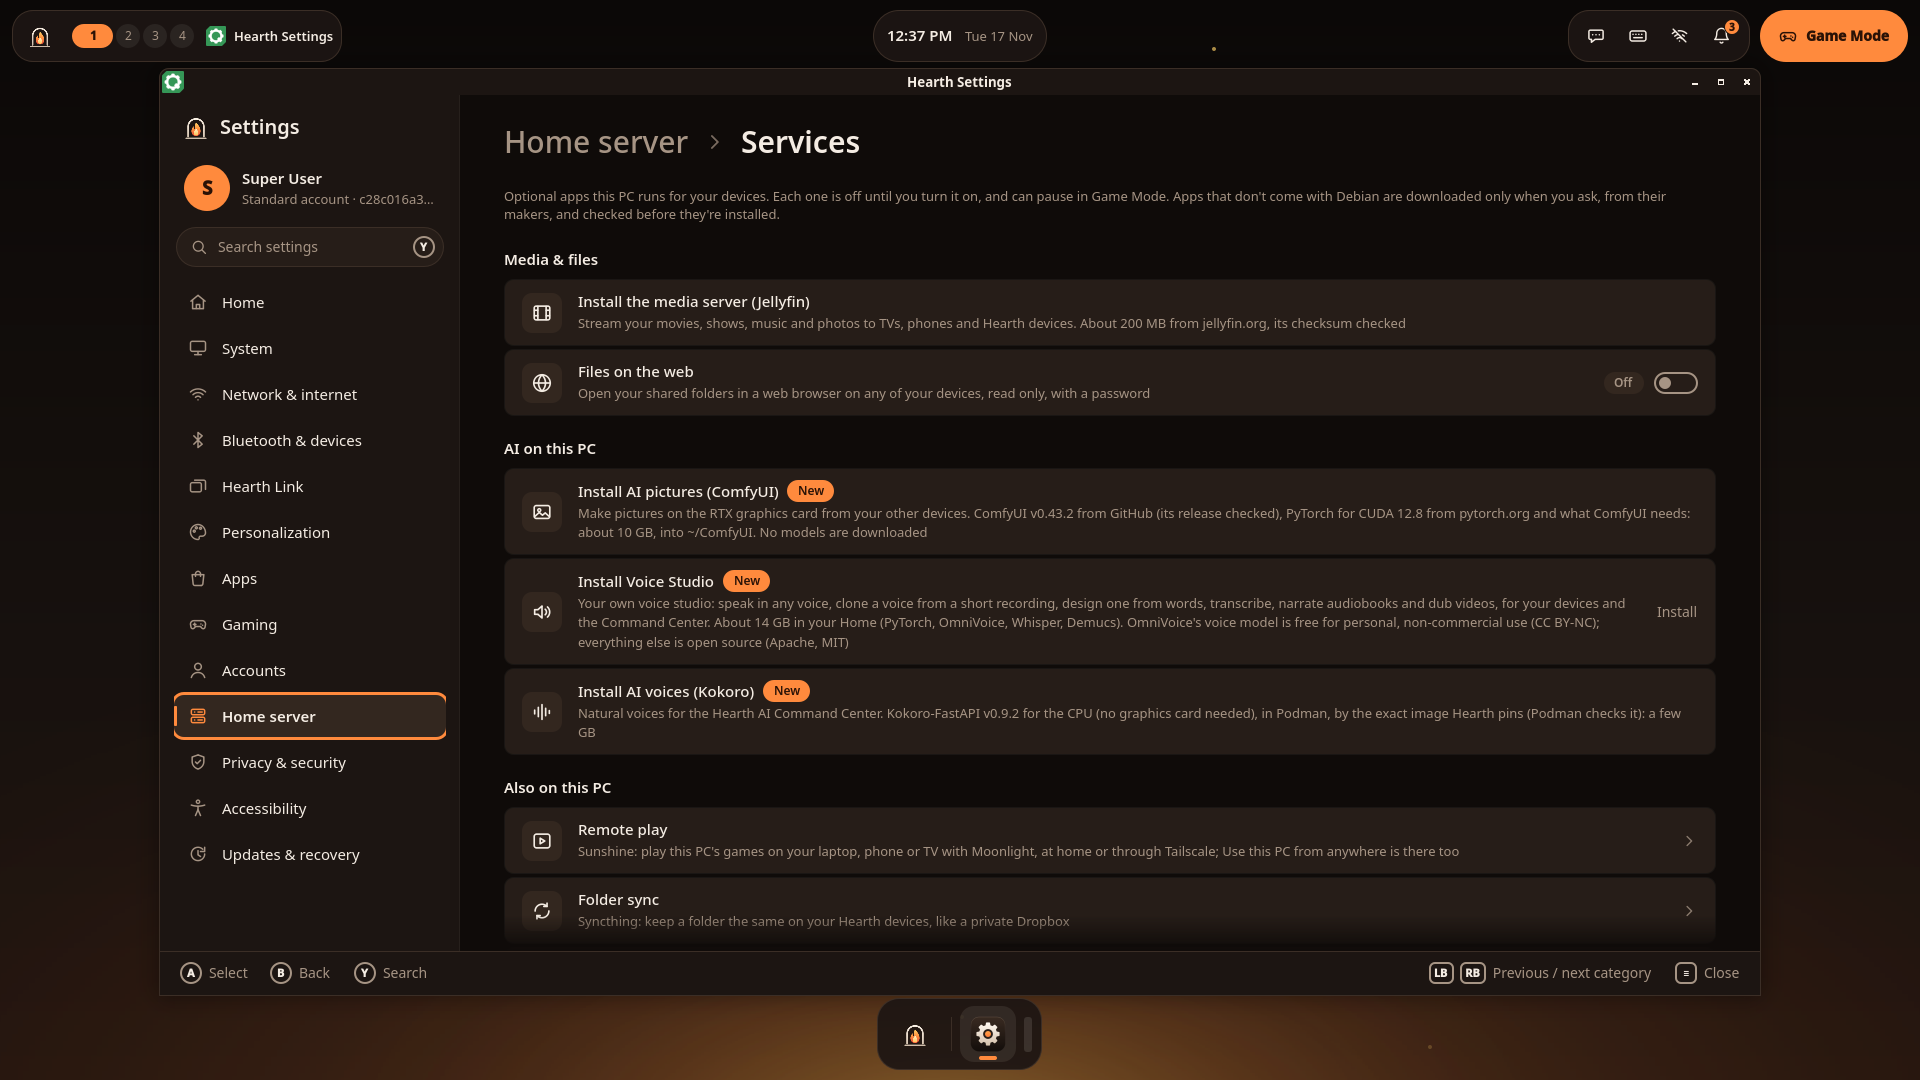 1 2 3 4 Hearth Settings
12:37 PM Tue 17 Nov
3
Game Mode
Hearth Settings
Settings
S
Super User
Standard account · c28c016a3...
Search settings Y
Home
System
Network & internet
Bluetooth & devices
Hearth Link
Personalization
Apps
Gaming
Accounts
Home server
Privacy & security
Accessibility
Updates & recovery
Home server > Services
Optional apps this PC runs for your devices. Each one is off until you turn it on, and can pause in Game Mode. Apps that don't come with Debian are downloaded only when you ask, from their
makers, and checked before they're installed.
Media & files
Install the media server (Jellyfin)
Stream your movies, shows, music and photos to TVs, phones and Hearth devices. About 200 MB from jellyfin.org, its checksum checked
Files on the web
Open your shared folders in a web browser on any of your devices, read only, with a password
Off
AI on this PC
Install AI pictures (ComfyUI) New
Make pictures on the RTX graphics card from your other devices. ComfyUI v0.43.2 from GitHub (its release checked), PyTorch for CUDA 12.8 from pytorch.org and what ComfyUI needs:
about 10 GB, into ~/ComfyUI. No models are downloaded
Install Voice Studio New
Your own voice studio: speak in any voice, clone a voice from a short recording, design one from words, transcribe, narrate audiobooks and dub videos, for your devices and
the Command Center. About 14 GB in your Home (PyTorch, OmniVoice, Whisper, Demucs). OmniVoice's voice model is free for personal, non-commercial use (CC BY-NC);
everything else is open source (Apache, MIT)
Install
Install AI voices (Kokoro) New
Natural voices for the Hearth AI Command Center. Kokoro-FastAPI v0.9.2 for the CPU (no graphics card needed), in Podman, by the exact image Hearth pins (Podman checks it): a few
GB
Also on this PC
Remote play
Sunshine: play this PC's games on your laptop, phone or TV with Moonlight, at home or through Tailscale; Use this PC from anywhere is there too
Folder sync
Syncthing: keep a folder the same on your Hearth devices, like a private Dropbox
A Select B Back Y Search
LB RB Previous / next category ≡ Close